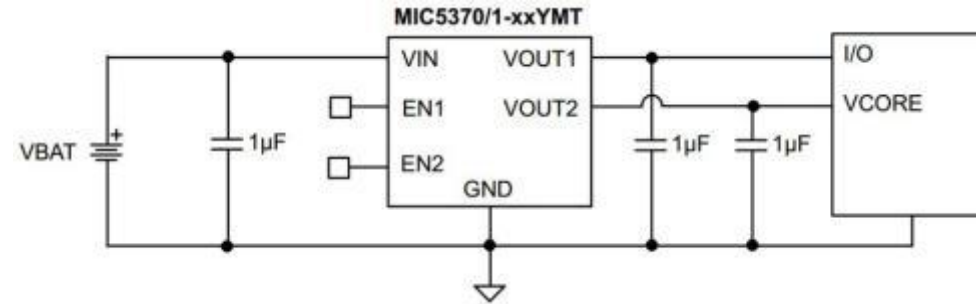 MIC5370/1-xxYMT
VIN VOUT1 I/O
EN1 VOUT2 VCORE
VBAT + 1µF 1µF 1µF
EN2
GND